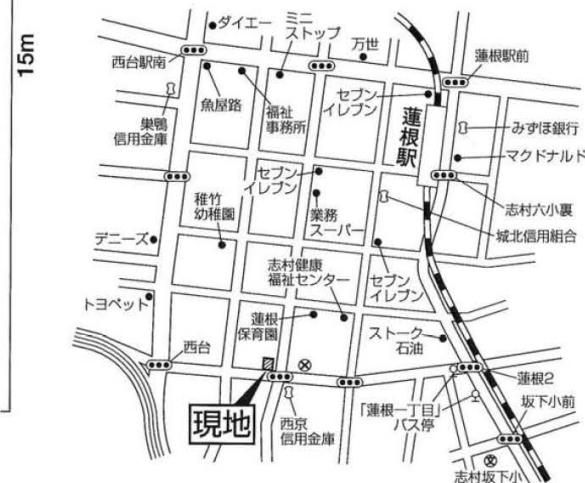 15m
ダイエー
ミニ
ストップ
万世
西台駅南
蓮根駅前
魚屋路
福祉
事務所
セブン
イレブン
蓮根駅
巣鴨
信用金庫
みずほ銀行
マクドナルド
セブン
イレブン
稚竹
幼稚園
業務
スーパー
志村六小裏
城北信用組合
デニーズ
志村健康
福祉センター
セブン
イレブン
トヨペット
蓮根
保育園
ストーク
石油
西台
蓮根2
現地
西京
信用金庫
「蓮根一丁目」
バス停
坂下小前
志村坂下小